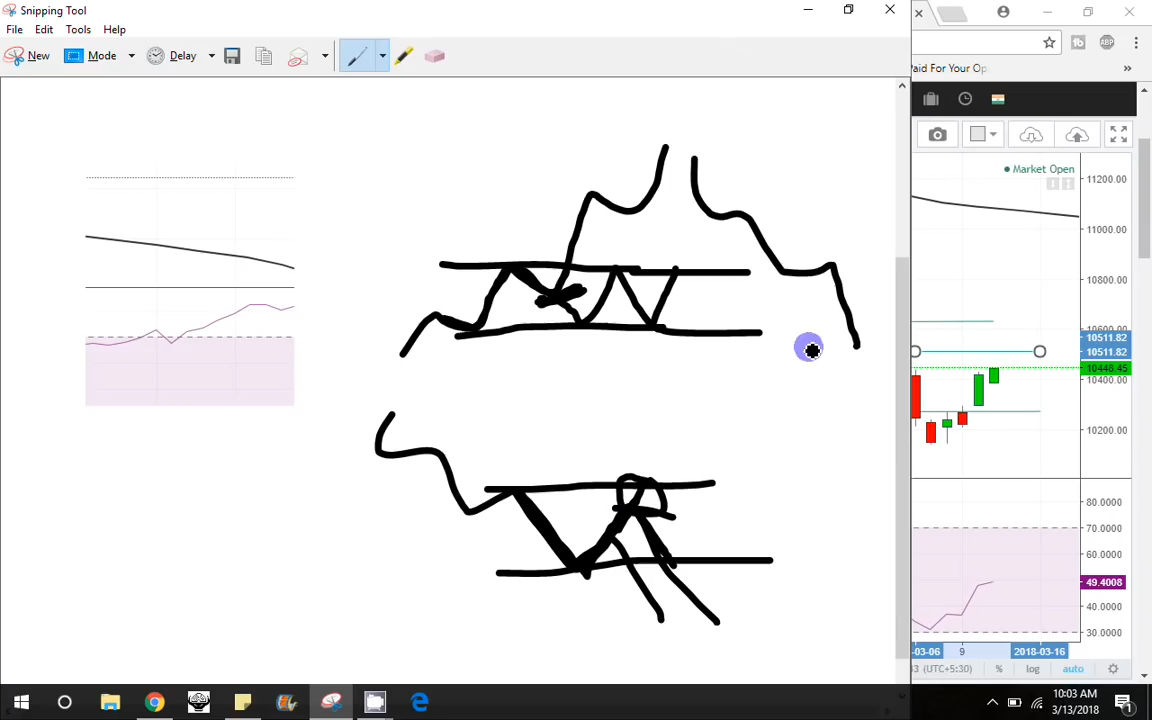 Snipping Tool
File Edit Tools Help
New Mode Delay
Paid For Your Op
ABP
Market Open
11200.00
11000.00
10800.00
10600.00
10511.82
10511.82
10448.45
10400.00
10200.00
80.0000
70.0000
60.0000
49.4008
40.0000
30.0000
-03-06 9 2018-03-16
33 (UTC+5:30) % log auto
10:03 AM
3/13/2018
1